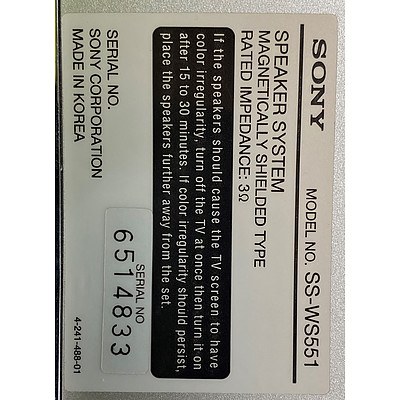 SONY
MODEL NO. SS-WS551
SPEAKER SYSTEM
MAGNETICALLY SHIELDED TYPE
RATED IMPEDANCE: 3Ω
If the speakers should cause the TV screen to have
color irregularity, turn off the TV at once then turn it on
after 15 to 30 minutes. If color irregularity should persist,
place the speakers further away from the set.
SERIAL NO.
SONY CORPORATION
MADE IN KOREA
SERIAL NO
6514833
4-241-488-01